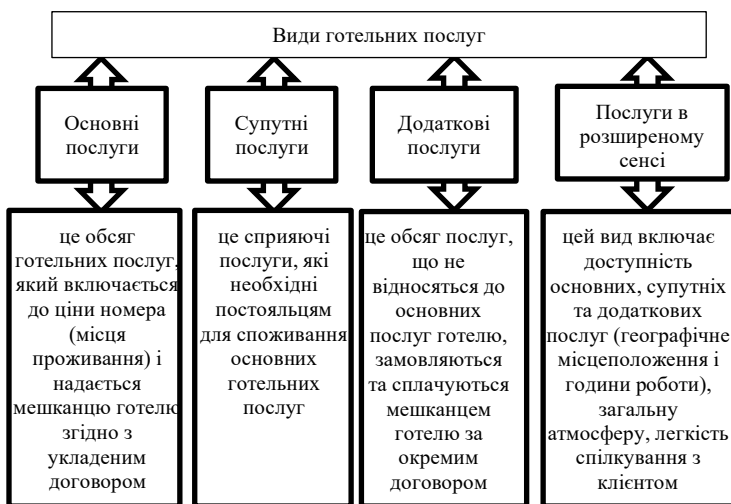 Види готельних послуг
Основні
послуги
Супутні
послуги
Додаткові
послуги
Послуги в
розширеному
сенсі
це обсяг
готельних послуг,
який включається
до ціни номера
(місця
проживання) і
надається
мешканцю готелю
згідно з
укладеним
договором
це сприяючі
послуги, які
необхідні
постояльцям
для споживання
основних
готельних
послуг
це обсяг послуг,
що не
відносяться до
основних
послуг готелю,
замовляються
та сплачуються
мешканцем
готелю за
окремим
договором
цей вид включає
доступність
основних, супутніх
та додаткових
послуг (географічне
місцеположення і
години роботи),
загальну
атмосферу, легкість
спілкування з
клієнтом